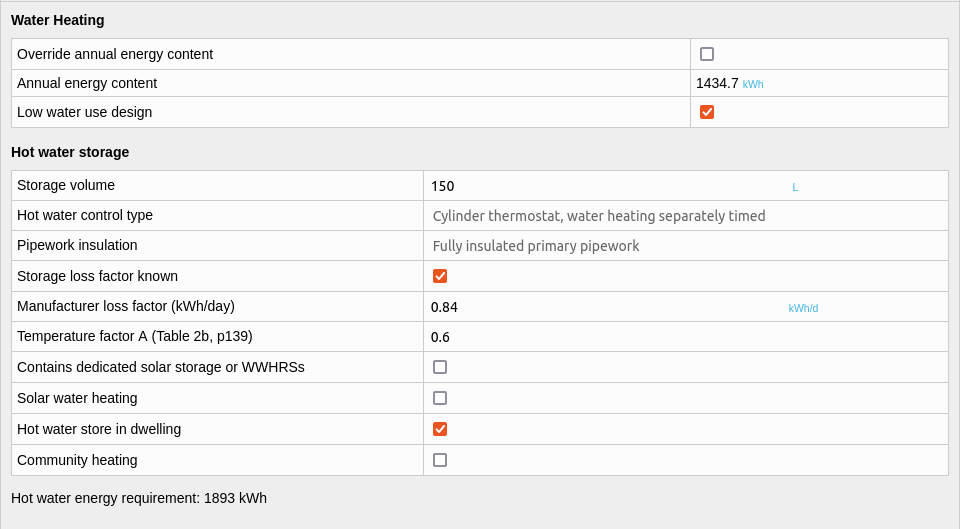 Water Heating
Override annual energy content
Annual energy content 1434.7 kWh
Low water use design
Hot water storage
Storage volume 150 L
Hot water control type Cylinder thermostat, water heating separately timed
Pipework insulation Fully insulated primary pipework
Storage loss factor known
Manufacturer loss factor (kWh/day) 0.84 kWh/d
Temperature factor A (Table 2b, p139) 0.6
Contains dedicated solar storage or WWHRSs
Solar water heating
Hot water store in dwelling
Community heating
Hot water energy requirement: 1893 kWh